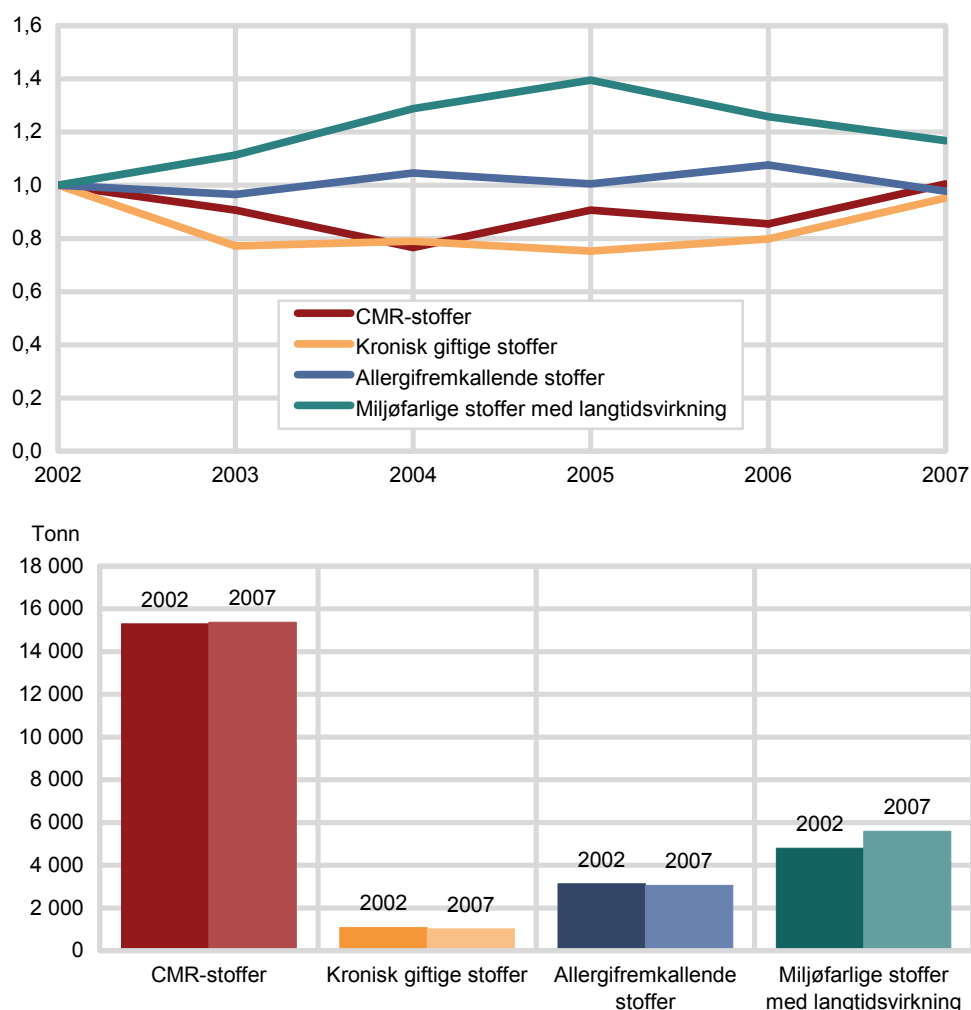 1,6
1,4
1,2
1,0
0,8
0,6
0,4
0,2
0,0
CMR-stoffer
Kronisk giftige stoffer
Allergifremkallende stoffer
Miljøfarlige stoffer med langtidsvirkning
2002 2003 2004 2005 2006 2007
Tonn
18 000
16 000
14 000
12 000
10 000
8 000
6 000
4 000
2 000
0
2002 2007
2002 2007
2002 2007
2002 2007
CMR-stoffer
Kronisk giftige stoffer
Allergifremkallende
stoffer
Miljøfarlige stoffer
med langtidsvirkning